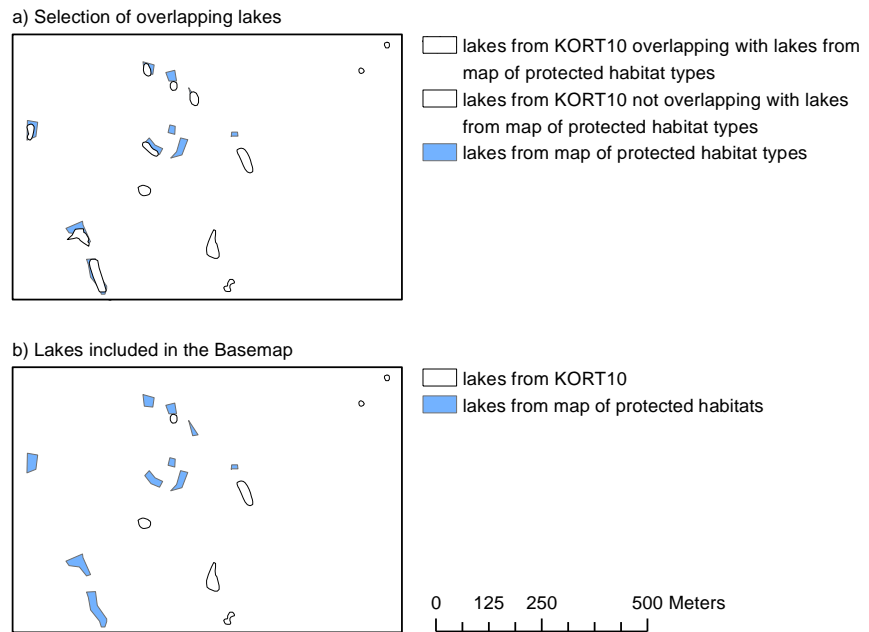 a) Selection of overlapping lakes
lakes from KORT10 overlapping with lakes from
map of protected habitat types
lakes from KORT10 not overlapping with lakes
from map of protected habitat types
lakes from map of protected habitat types
b) Lakes included in the Basemap
lakes from KORT10
lakes from map of protected habitats
0 125 250 500 Meters